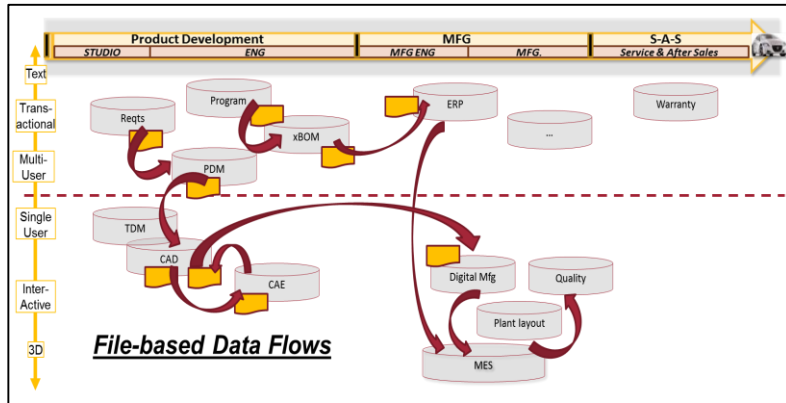 Product Development
MFG
S-A-S
STUDIO
ENG
MFG ENG
MFG.
Service & After Sales
Text
Trans-
actional
Multi-
User
Single
User
Inter-
Active
3D
Reqts
Program
xBOM
PDM
ERP
...
Warranty
TDM
CAD
CAE
Digital Mfg
Quality
Plant layout
MES
File-based Data Flows